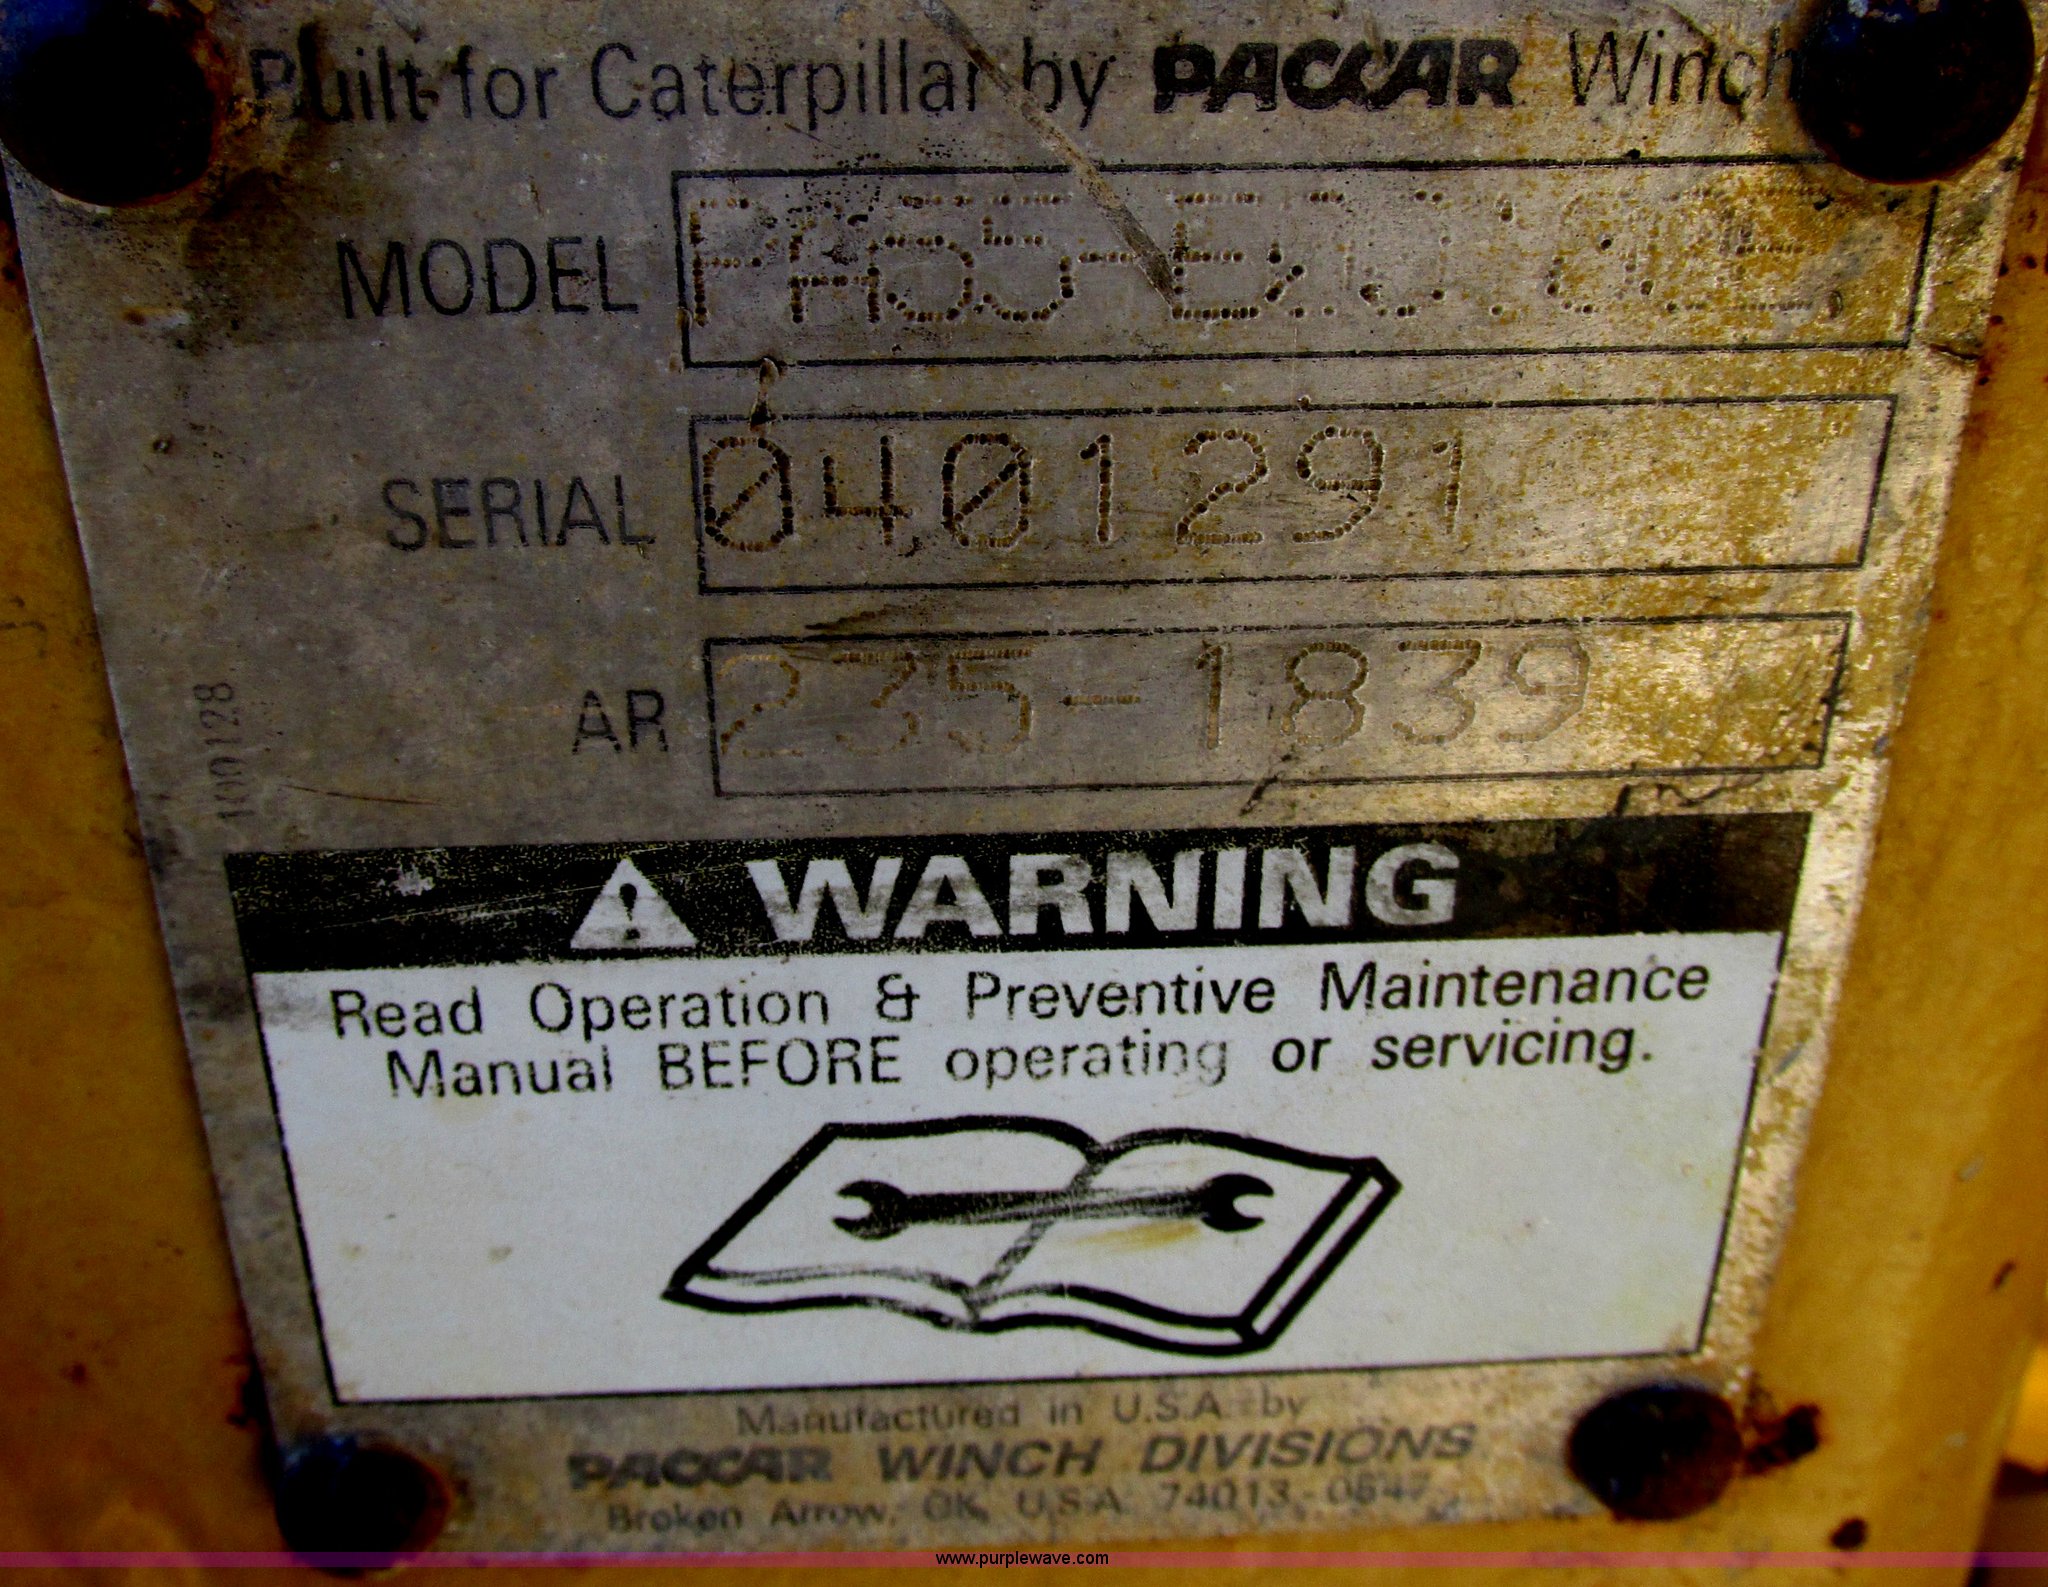 Built for Caterpillar by PACCAR Winch
MODEL
SERIAL 0401291
AR 235-1839
100128
WARNING
Read Operation & Preventive Maintenance
Manual BEFORE operating or servicing.
Manufactured in U.S.A. by
PACCAR WINCH DIVISIONS
Broken Arrow, OK, U.S.A. 74013-0547
www.purplewave.com